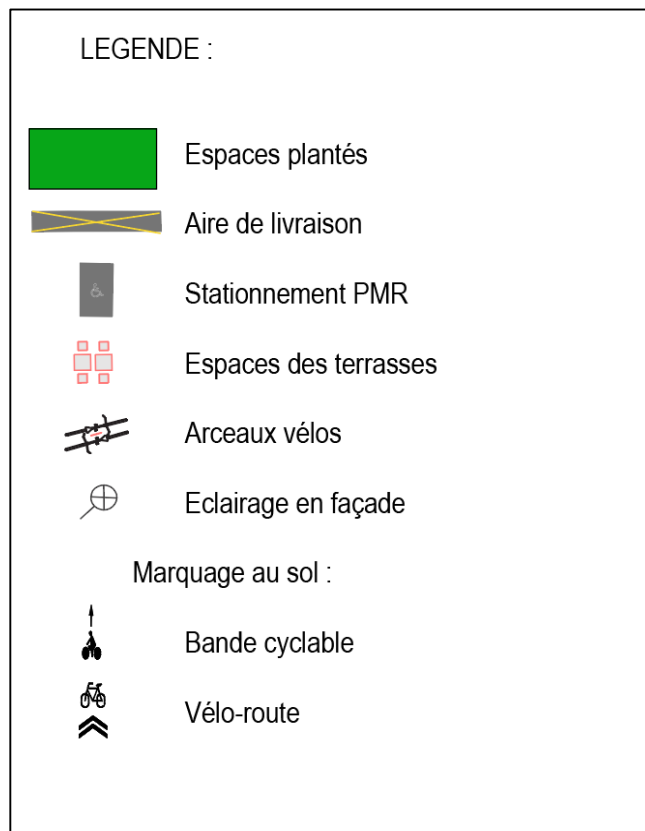 LEGENDE :
Espaces plantés
Aire de livraison
Stationnement PMR
Espaces des terrasses
Arceaux vélos
Eclairage en façade
Marquage au sol :
Bande cyclable
Vélo-route